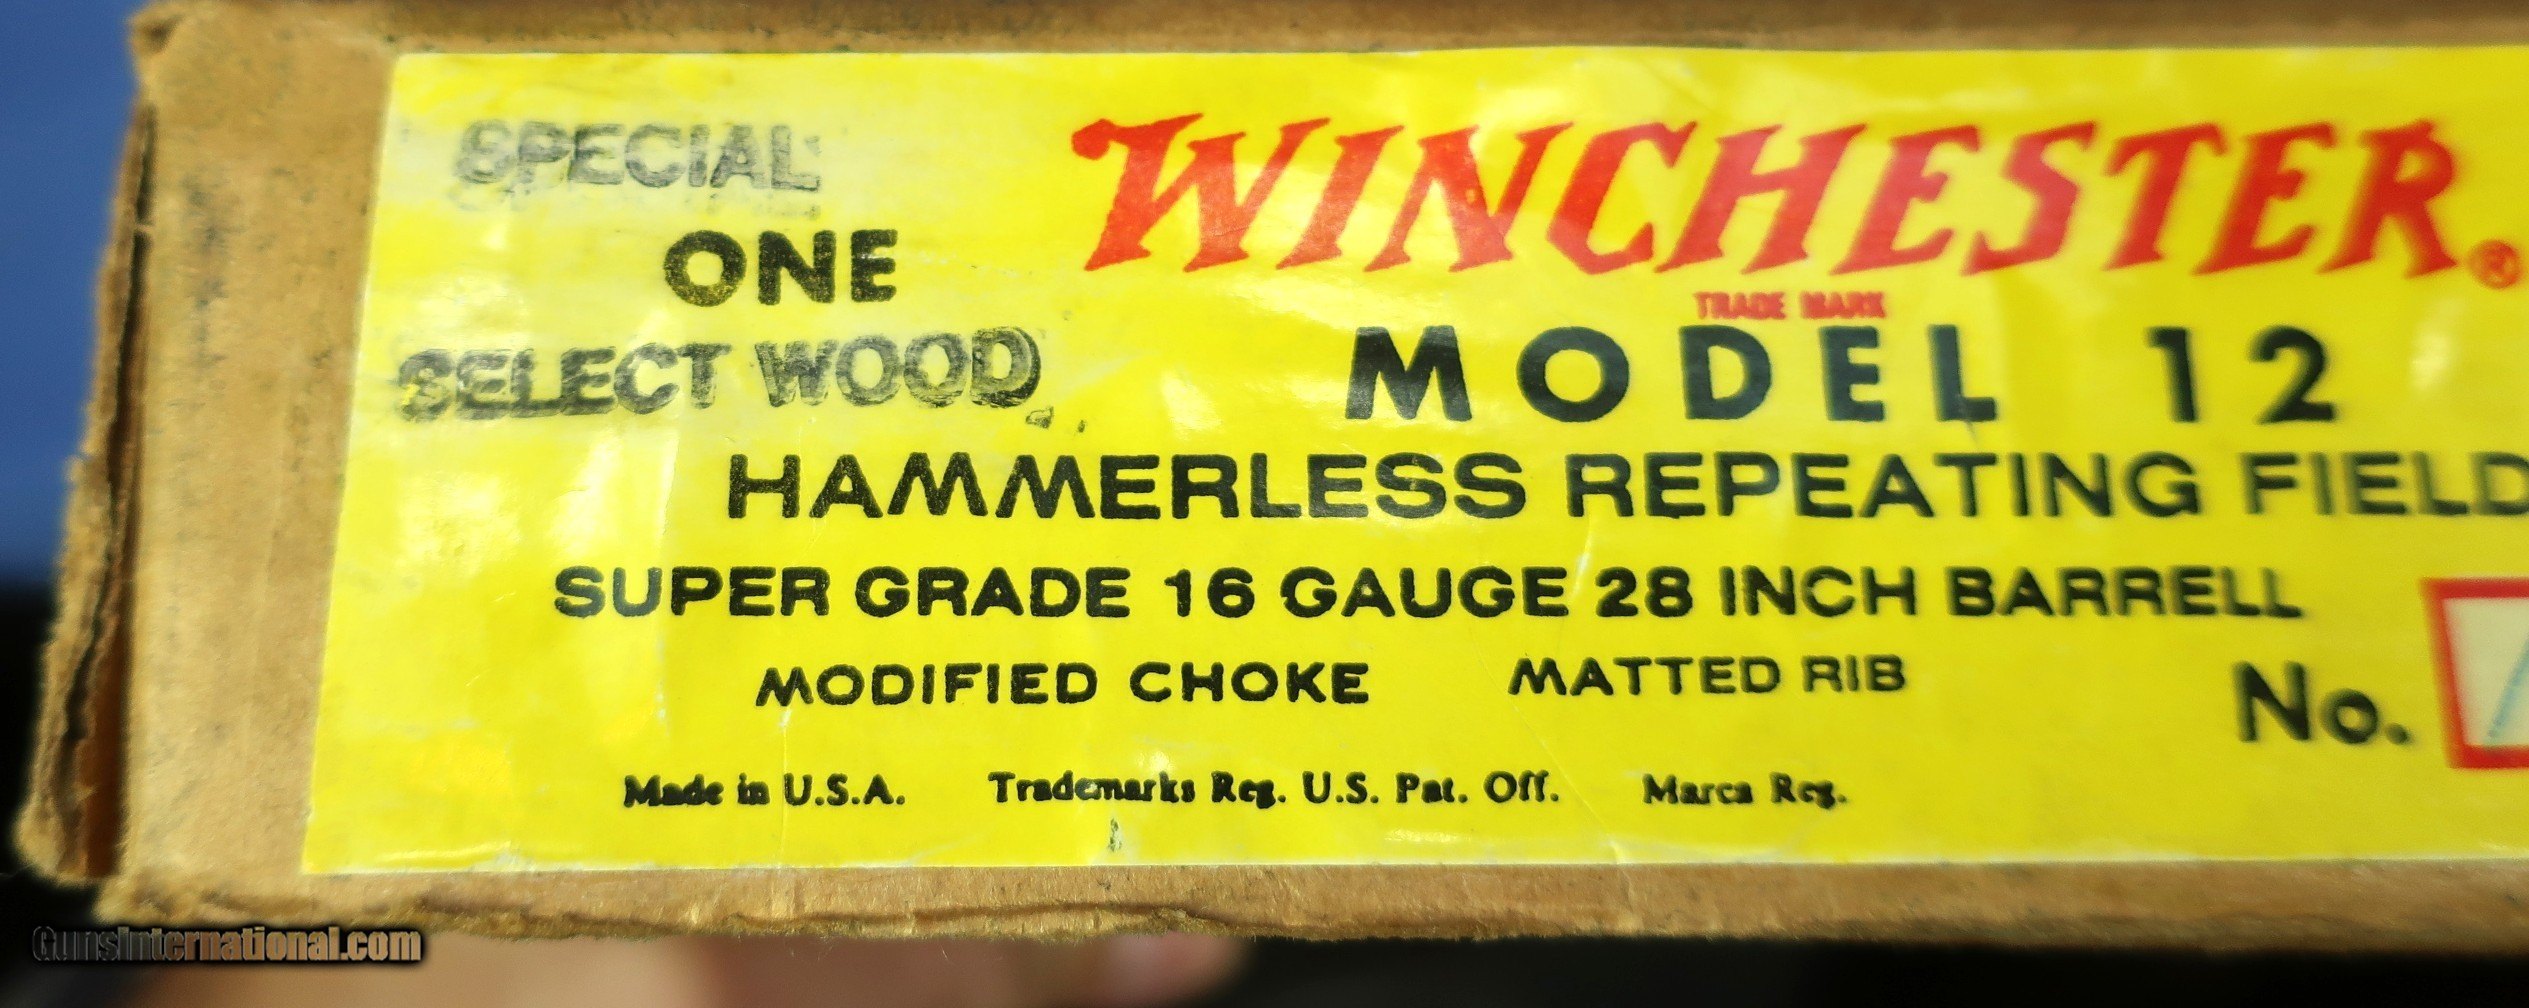 SPECIAL
ONE
SELECT WOOD
WINCHESTER®
TRADE MARK
MODEL 12
HAMMERLESS REPEATING FIELD
SUPER GRADE 16 GAUGE 28 INCH BARRELL
MODIFIED CHOKE MATTED RIB
No.
Made in U.S.A. Trademarks Reg. U.S. Pat. Off. Marca Reg.
GunsInternational.com